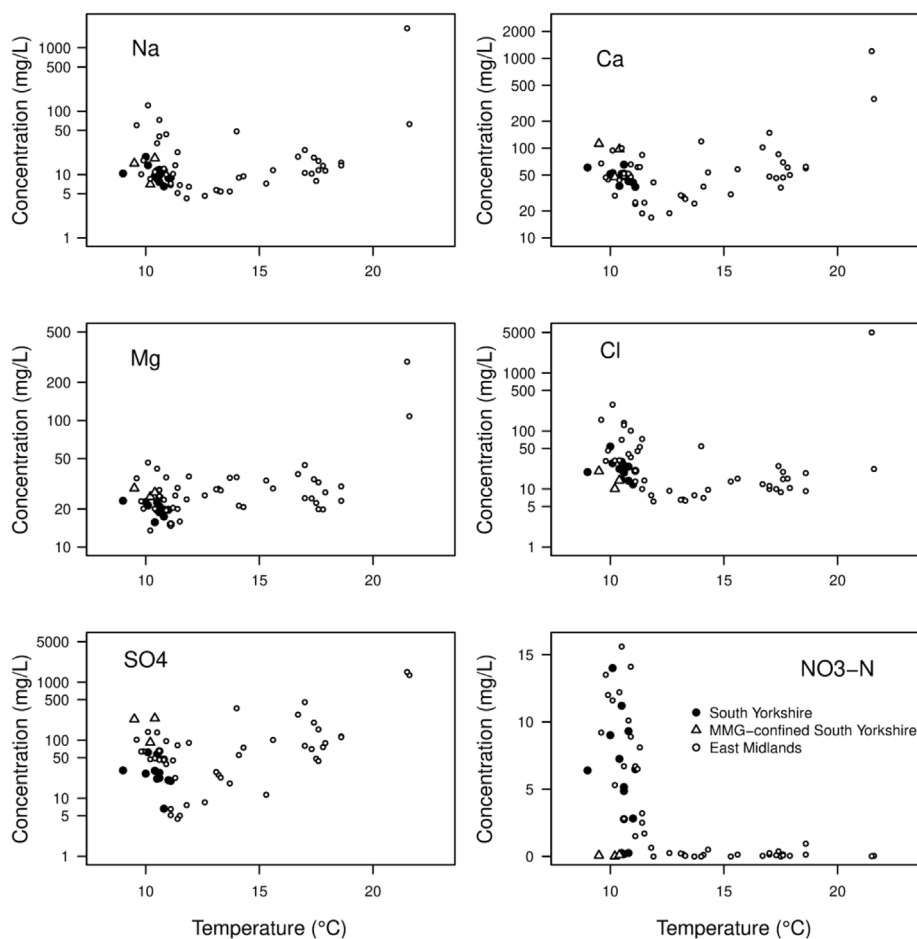 Na
Concentration (mg/L)
1000
100
50
10
5
1
10 15 20
Ca
Concentration (mg/L)
2000
1000
500
200
100
50
20
10
10 15 20
Mg
Concentration (mg/L)
500
200
100
50
20
10
10 15 20
Cl
Concentration (mg/L)
5000
1000
500
100
50
10
5
1
10 15 20
SO4
Concentration (mg/L)
5000
1000
500
100
50
10
5
1
10 15 20
Temperature (°C)
NO3-N
Concentration (mg/L)
15
10
5
0
South Yorkshire
MMG-confined South Yorkshire
East Midlands
10 15 20
Temperature (°C)